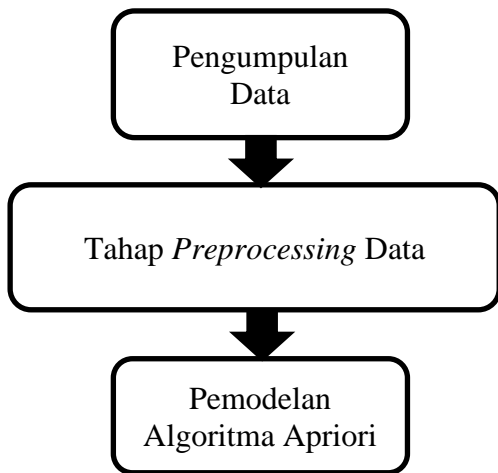 Pengumpulan
Data
Tahap Preprocessing Data
Pemodelan
Algoritma Apriori